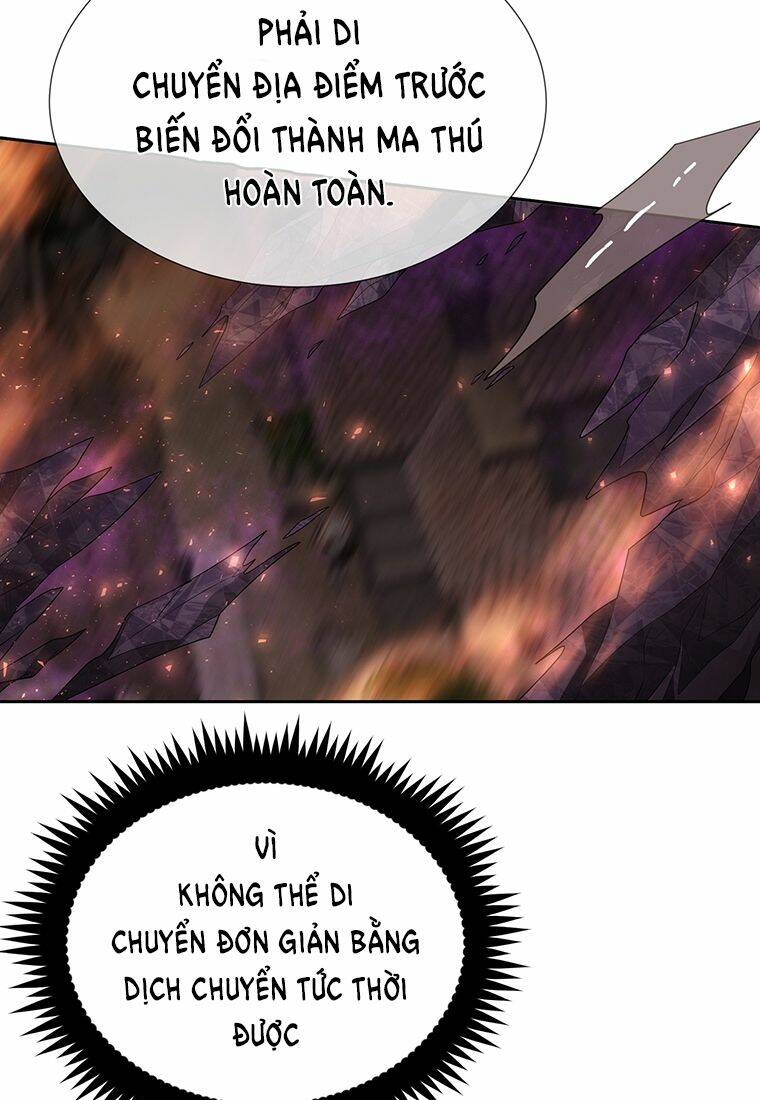 PHẢI DI
CHUYỂN ĐỊA ĐIỂM TRƯỚC
BIẾN ĐỔI THÀNH MA THÚ
HOÀN TOÀN.
VÌ
KHÔNG THỂ DI
CHUYỂN ĐƠN GIẢN BẰNG
DỊCH CHUYỂN TỨC THỜI
ĐƯỢC